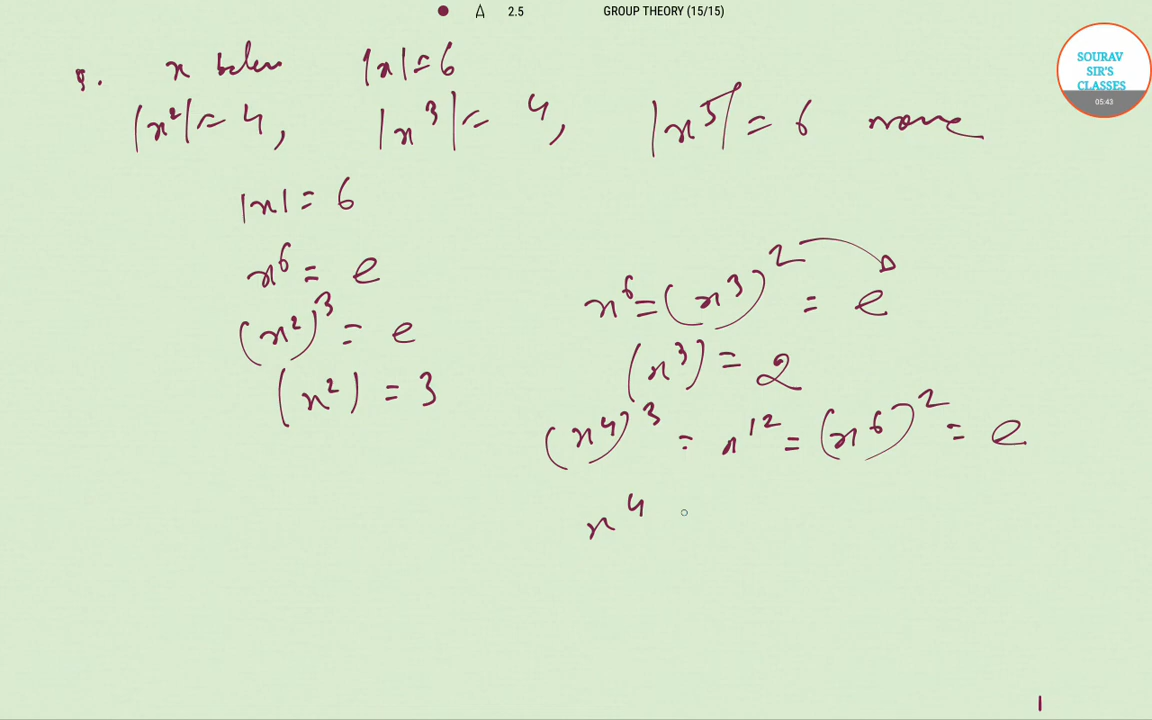 A 2.5 GROUP THEORY (15/15)
SOURAV
SIR'S
CLASSES
05:43
x |x| = 6
|x²| = 4, |x³| = 4, |x⁵| = 6 none
|x| = 6
x⁶ = e
(x²)³ = e
(x²) = 3
x⁶ = (x³)² = e
(x³) = 2
(x⁴)³ = x¹² = (x⁶)² = e
x⁴
1